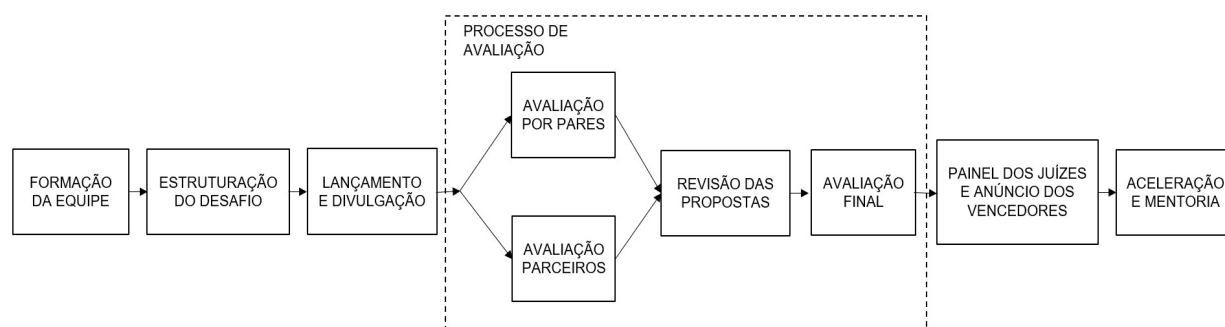 PROCESSO DE
AVALIAÇÃO
FORMAÇÃO
DA EQUIPE
ESTRUTURAÇÃO
DO DESAFIO
LANÇAMENTO
E DIVULGAÇÃO
AVALIAÇÃO
POR PARES
AVALIAÇÃO
PARCEIROS
REVISÃO DAS
PROPOSTAS
AVALIAÇÃO
FINAL
PAINEL DOS JUÍZES
E ANÚNCIO DOS
VENCEDORES
ACELERAÇÃO
E MENTORIA